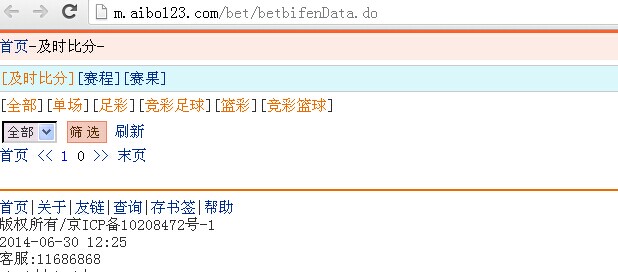 m.aibo123.com/bet/betbifenData.do
首页-及时比分-
[及时比分][赛程][赛果]
[全部][单场][足彩][竞彩足球][篮彩][竞彩篮球]
全部 筛 选 刷新
首页 << 1 0 >> 末页
首页|关于|友链|查询|存书签|帮助
版权所有/京ICP备10208472号-1
2014-06-30 12:25
客服:11686868